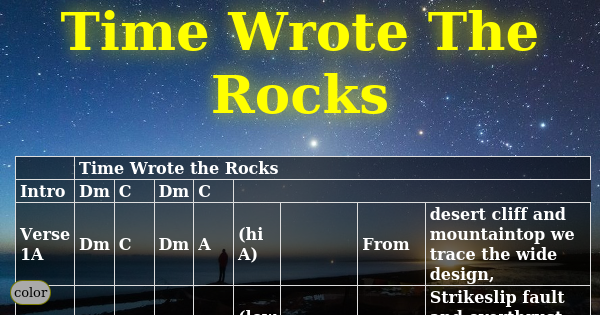 Time Wrote The
Rocks
Time Wrote the Rocks
Intro Dm C Dm C
Verse 1A Dm C Dm A (hi A) From desert cliff and
mountaintop we
trace the wide
design,
Strikeslip fault
color